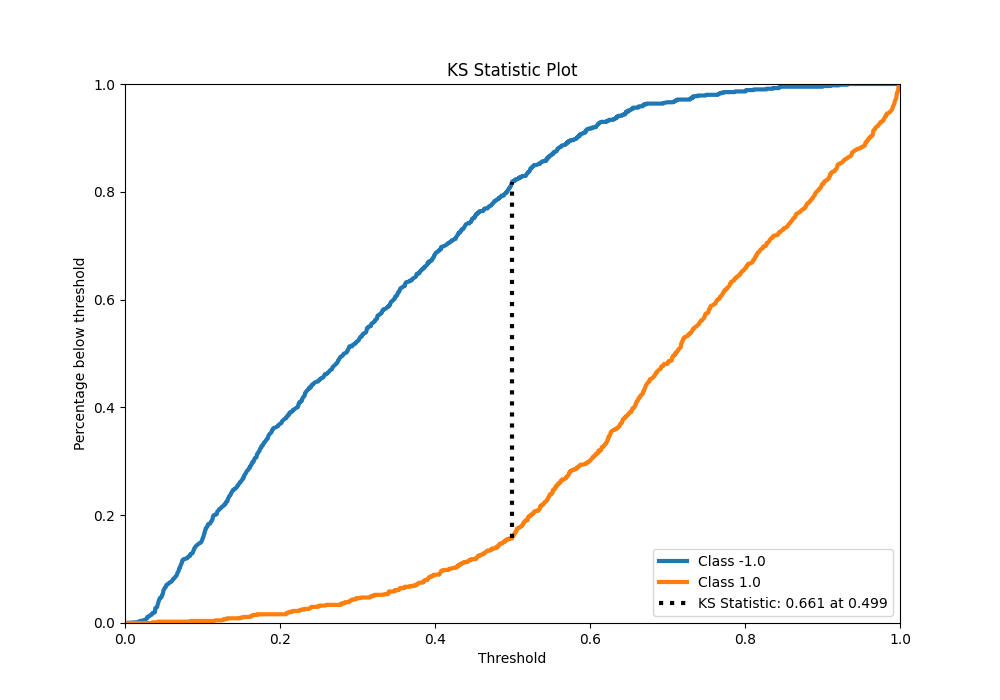 KS Statistic Plot
1.0
0.8
0.6
0.4
0.2
0.0
Percentage below threshold
0.0 0.2 0.4 0.6 0.8 1.0
Threshold
Class -1.0
Class 1.0
KS Statistic: 0.661 at 0.499